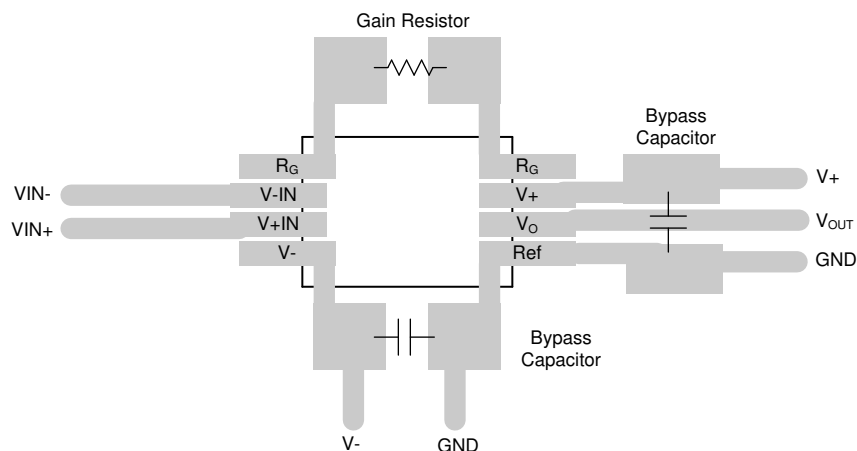 Gain Resistor
Bypass
Capacitor
RG
RG
V+
VIN-
V-IN
V+
VIN+
V+IN
VO
VOUT
V-
Ref
GND
Bypass
Capacitor
V-
GND